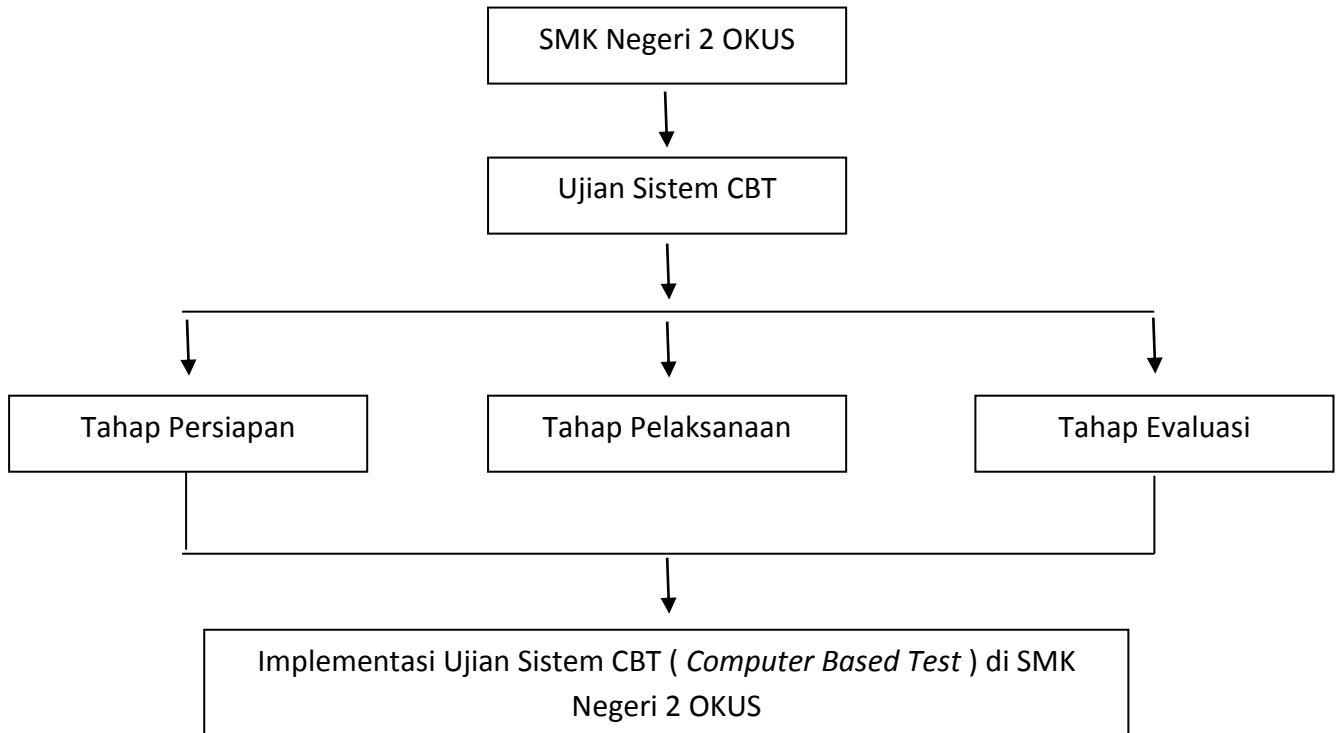 SMK Negeri 2 OKUS
Ujian Sistem CBT
Tahap Persiapan
Tahap Pelaksanaan
Tahap Evaluasi
Implementasi Ujian Sistem CBT ( Computer Based Test ) di SMK
Negeri 2 OKUS